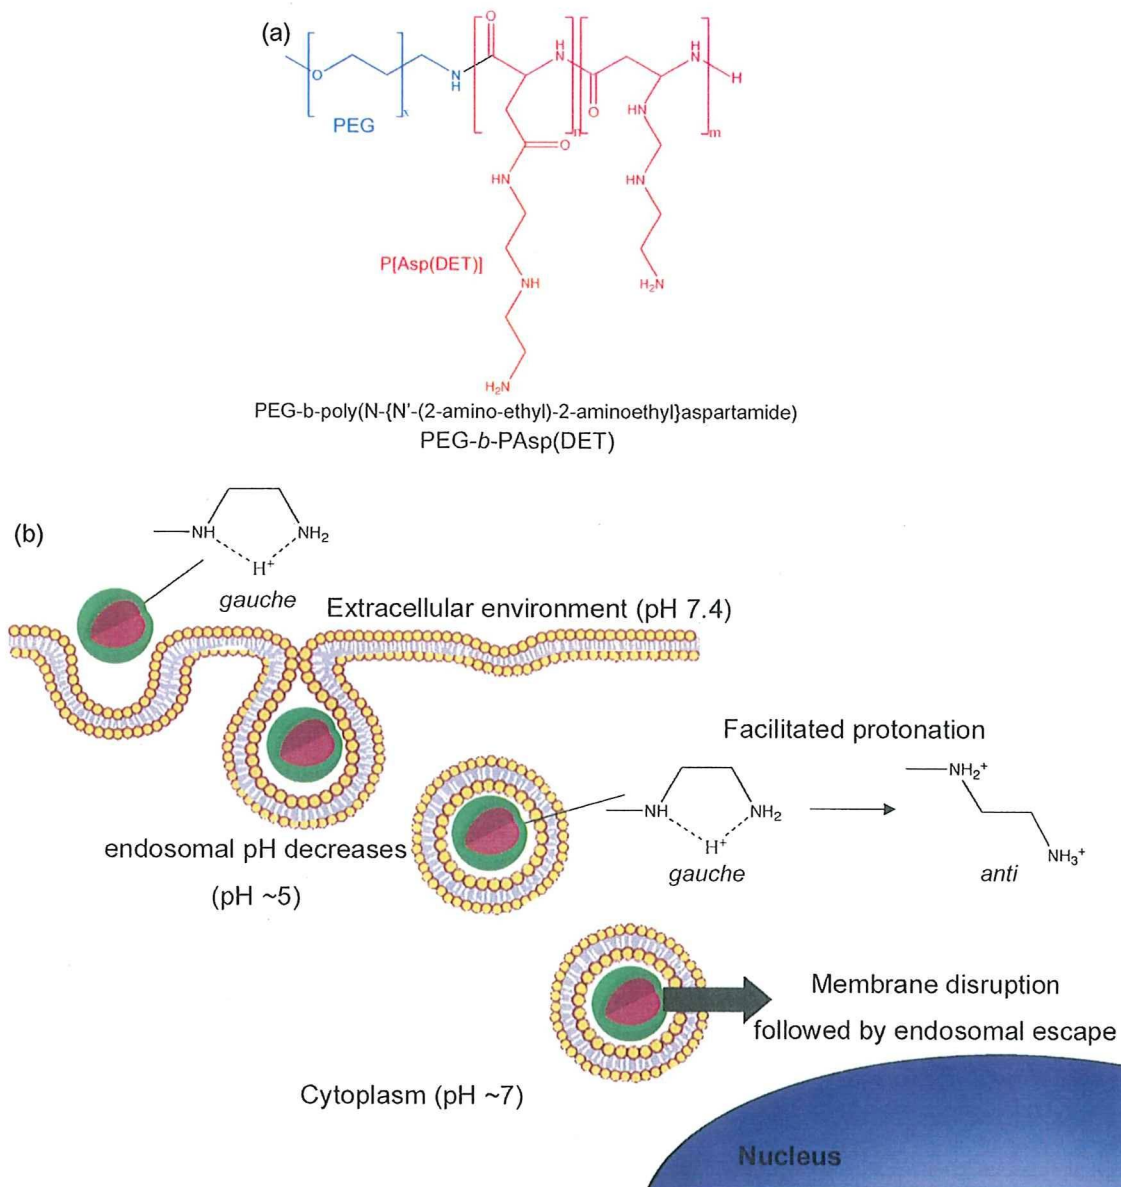 (a)
O
H
N
H
N
O
N
H
n
O
H
m
x
PEG
HN
O
HN
HN
P[Asp(DET)]
NH
H₂N
H₂N
PEG-b-poly(N-{N'-(2-amino-ethyl)-2-aminoethyl}aspartamide)
PEG-b-PAsp(DET)
(b)
NH
NH₂
H⁺
gauche
Extracellular environment (pH 7.4)
Facilitated protonation
NH₂⁺
NH
NH₂
H⁺
NH₃⁺
gauche
anti
endosomal pH decreases
(pH ~5)
Membrane disruption
followed by endosomal escape
Cytoplasm (pH ~7)
Nucleus